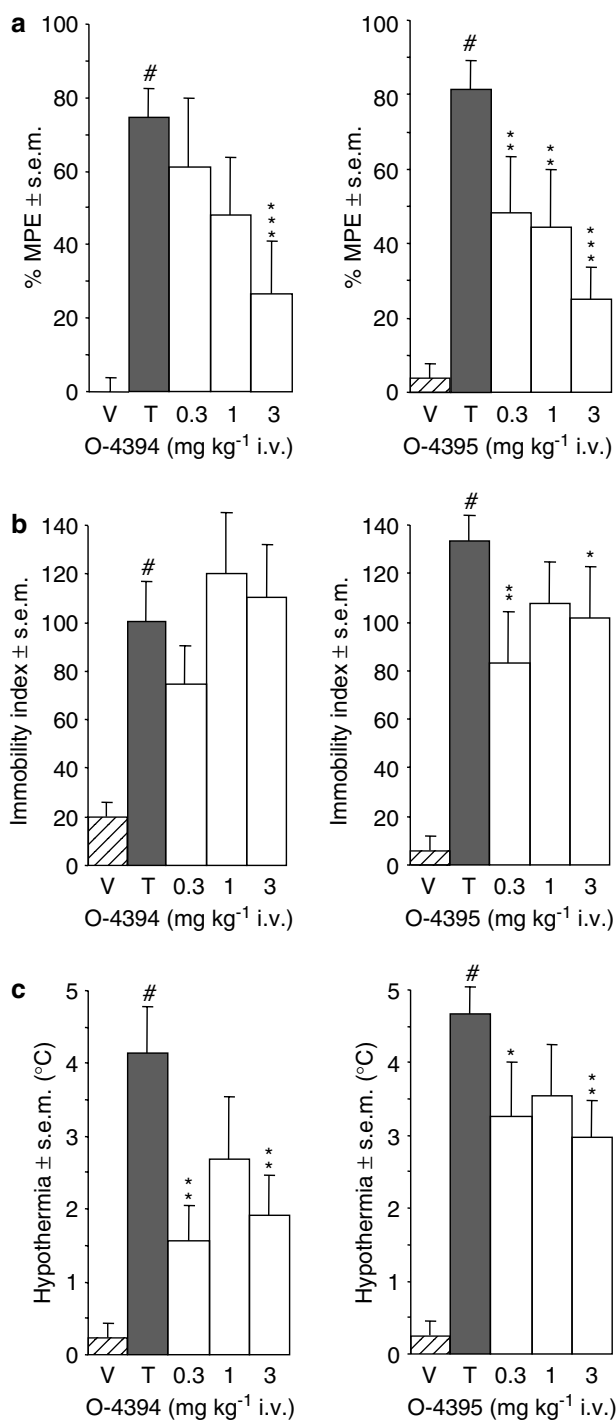 a
% MPE ± s.e.m.
100
80
60
40
20
0
#
***
V T 0.3 1 3
O-4394 (mg kg⁻¹ i.v.)
% MPE ± s.e.m.
100
80
60
40
20
0
#
**
**
***
V T 0.3 1 3
O-4395 (mg kg⁻¹ i.v.)
b
Immobility index ± s.e.m.
140
120
100
80
60
40
20
0
#
V T 0.3 1 3
O-4394 (mg kg⁻¹ i.v.)
Immobility index ± s.e.m.
140
120
100
80
60
40
20
0
#
**
*
V T 0.3 1 3
O-4395 (mg kg⁻¹ i.v.)
c
Hypothermia ± s.e.m. (°C)
5
4
3
2
1
0
#
**
**
V T 0.3 1 3
O-4394 (mg kg⁻¹ i.v.)
Hypothermia ± s.e.m. (°C)
5
4
3
2
1
0
#
*
**
V T 0.3 1 3
O-4395 (mg kg⁻¹ i.v.)